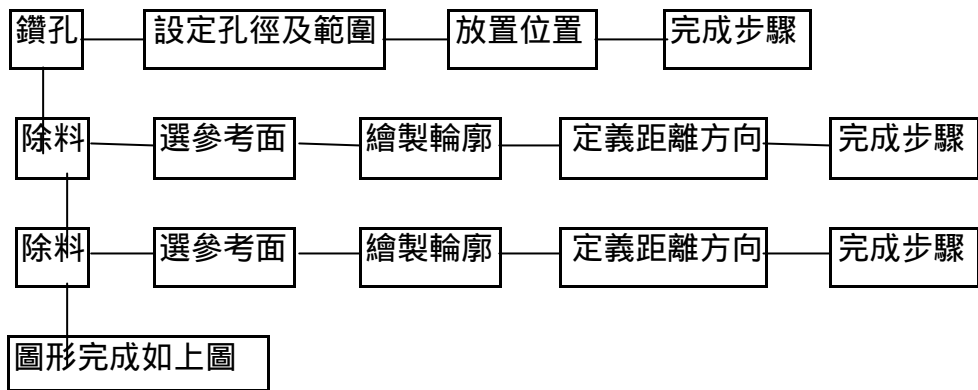 鑽孔 設定孔徑及範圍 放置位置 完成步驟
除料 選參考面 繪製輪廓 定義距離方向 完成步驟
除料 選參考面 繪製輪廓 定義距離方向 完成步驟
圖形完成如上圖